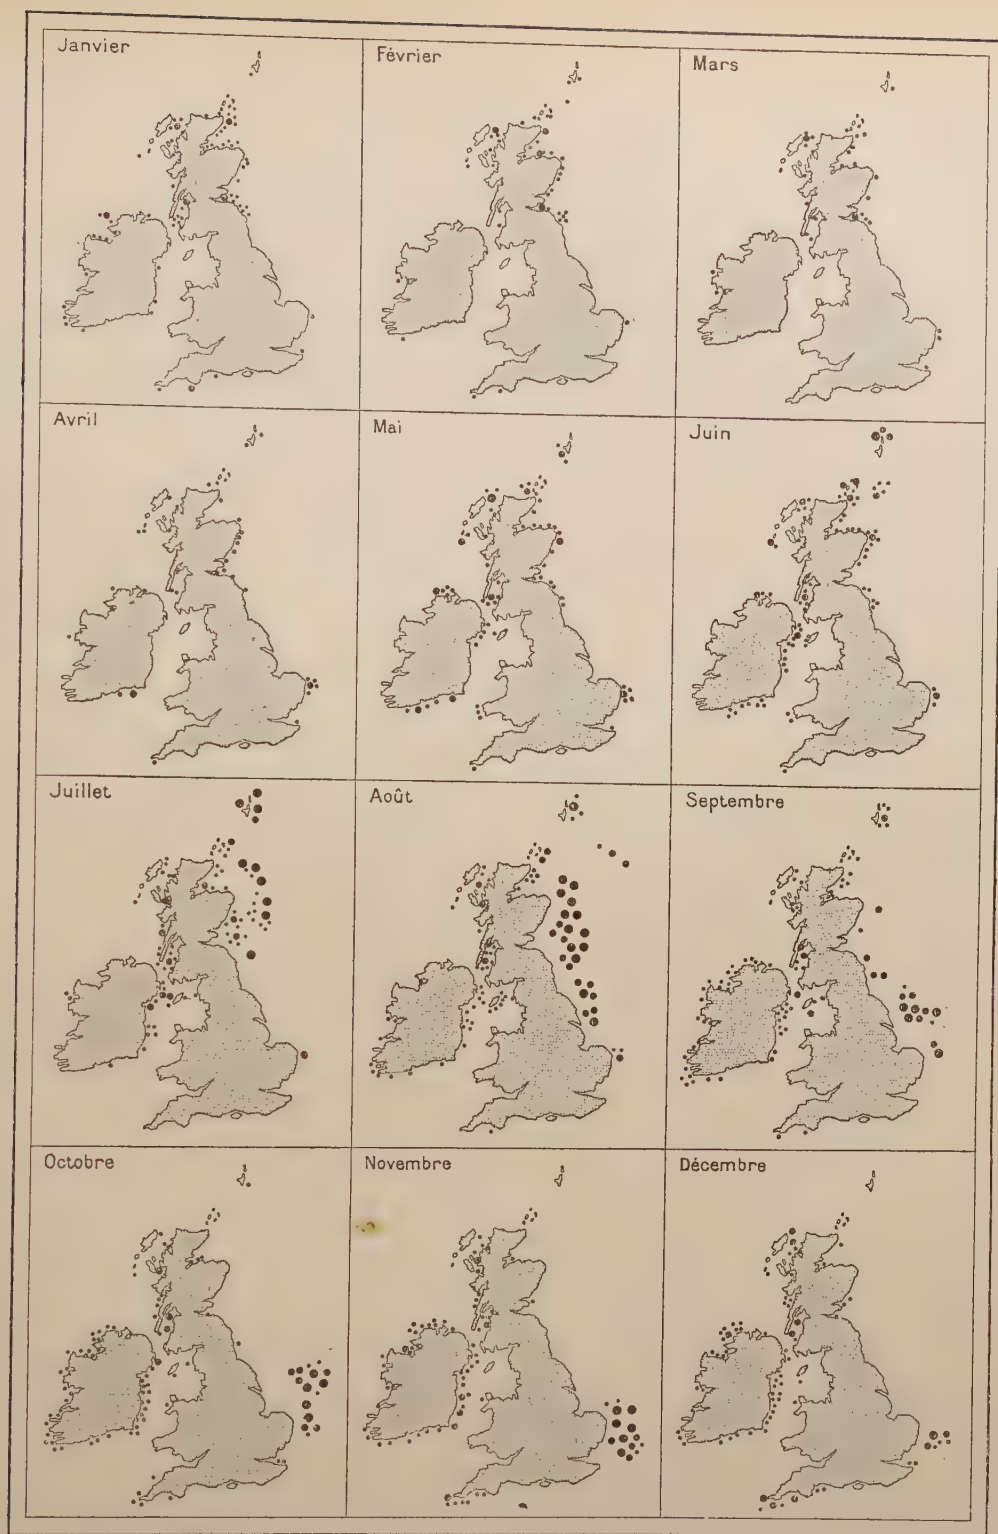 Janvier
Février
Mars
Avril
Mai
Juin
Juillet
Août
Septembre
Octobre
Novembre
Décembre